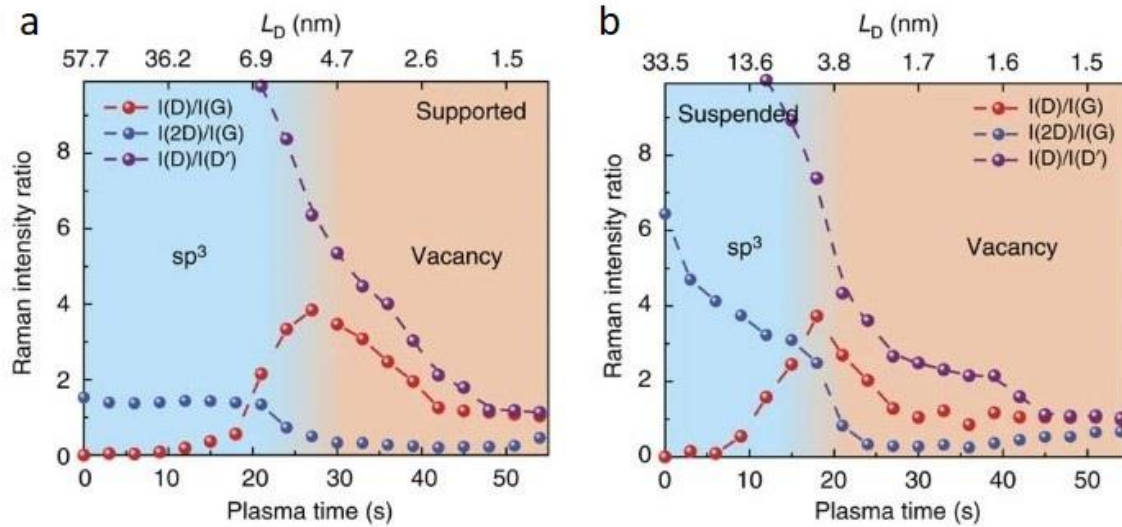 a
L_D (nm)
57.7 36.2 6.9 4.7 2.6 1.5
I(D)/I(G)
I(2D)/I(G)
I(D)/I(D′)
Supported
sp³
Vacancy
Raman intensity ratio
8
6
4
2
0
0 10 20 30 40 50
Plasma time (s)
b
L_D (nm)
33.5 13.6 3.8 1.7 1.6 1.5
Suspended
I(D)/I(G)
I(2D)/I(G)
I(D)/I(D′)
sp³
Vacancy
Raman intensity ratio
8
6
4
2
0
0 10 20 30 40 50
Plasma time (s)